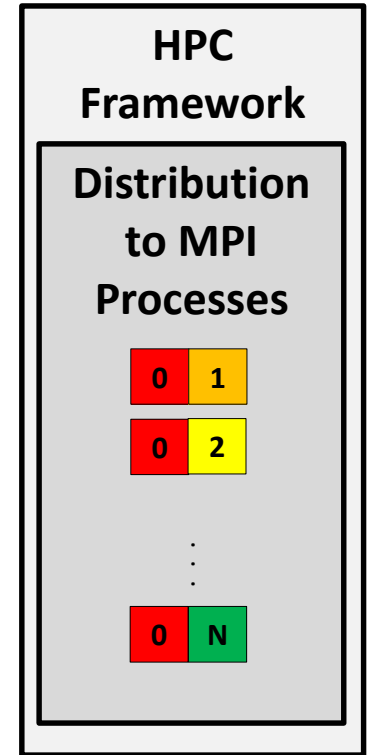 HPC
Framework
Distribution
to MPI
Processes
0 1
0 2
.
.
.
0 N